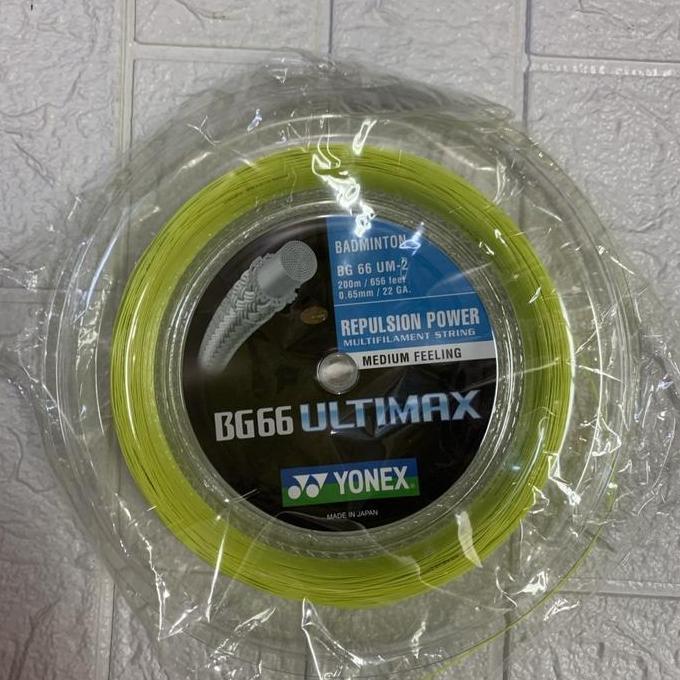 BADMINTON
BG 66 UM-2
200m / 656 feet
0.65mm / 22 GA.
REPULSION POWER
MULTIFILAMENT STRING
MEDIUM FEELING
BG66 ULTIMAX
YONEX
MADE IN JAPAN